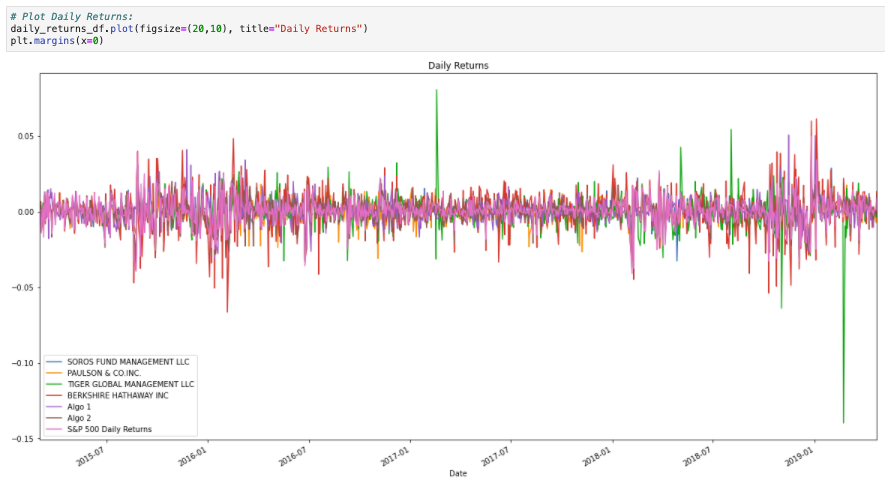 # Plot Daily Returns:
daily_returns_df.plot(figsize=(20,10), title="Daily Returns")
plt.margins(x=0)
Daily Returns
0.05
0.00
−0.05
−0.10
−0.15
SOROS FUND MANAGEMENT LLC
PAULSON & CO.INC.
TIGER GLOBAL MANAGEMENT LLC
BERKSHIRE HATHAWAY INC
Algo 1
Algo 2
S&P 500 Daily Returns
2015-07
2016-01
2016-07
2017-01
2017-07
2018-01
2018-07
2019-01
Date